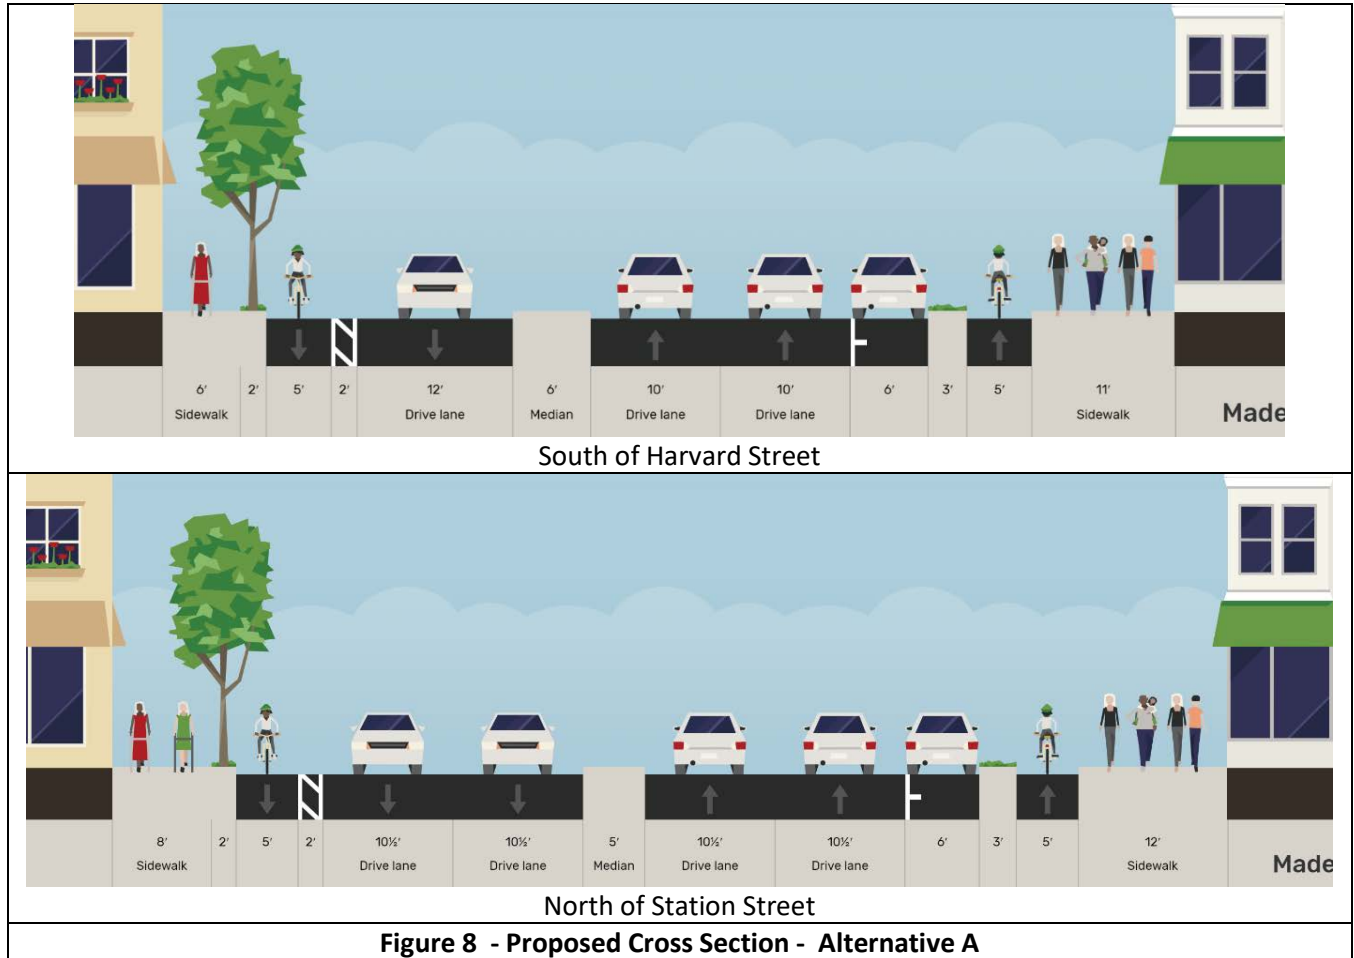 6' 2' 5' 2' 12' 6' 10' 10' 6' 3' 5' 11'
Sidewalk Drive lane Median Drive lane Drive lane Sidewalk
Made
South of Harvard Street
8' 2' 5' 2' 10½' 10½' 5' 10½' 10½' 6' 3' 5' 12'
Sidewalk Drive lane Drive lane Median Drive lane Drive lane Sidewalk
Made
North of Station Street
Figure 8 - Proposed Cross Section - Alternative A